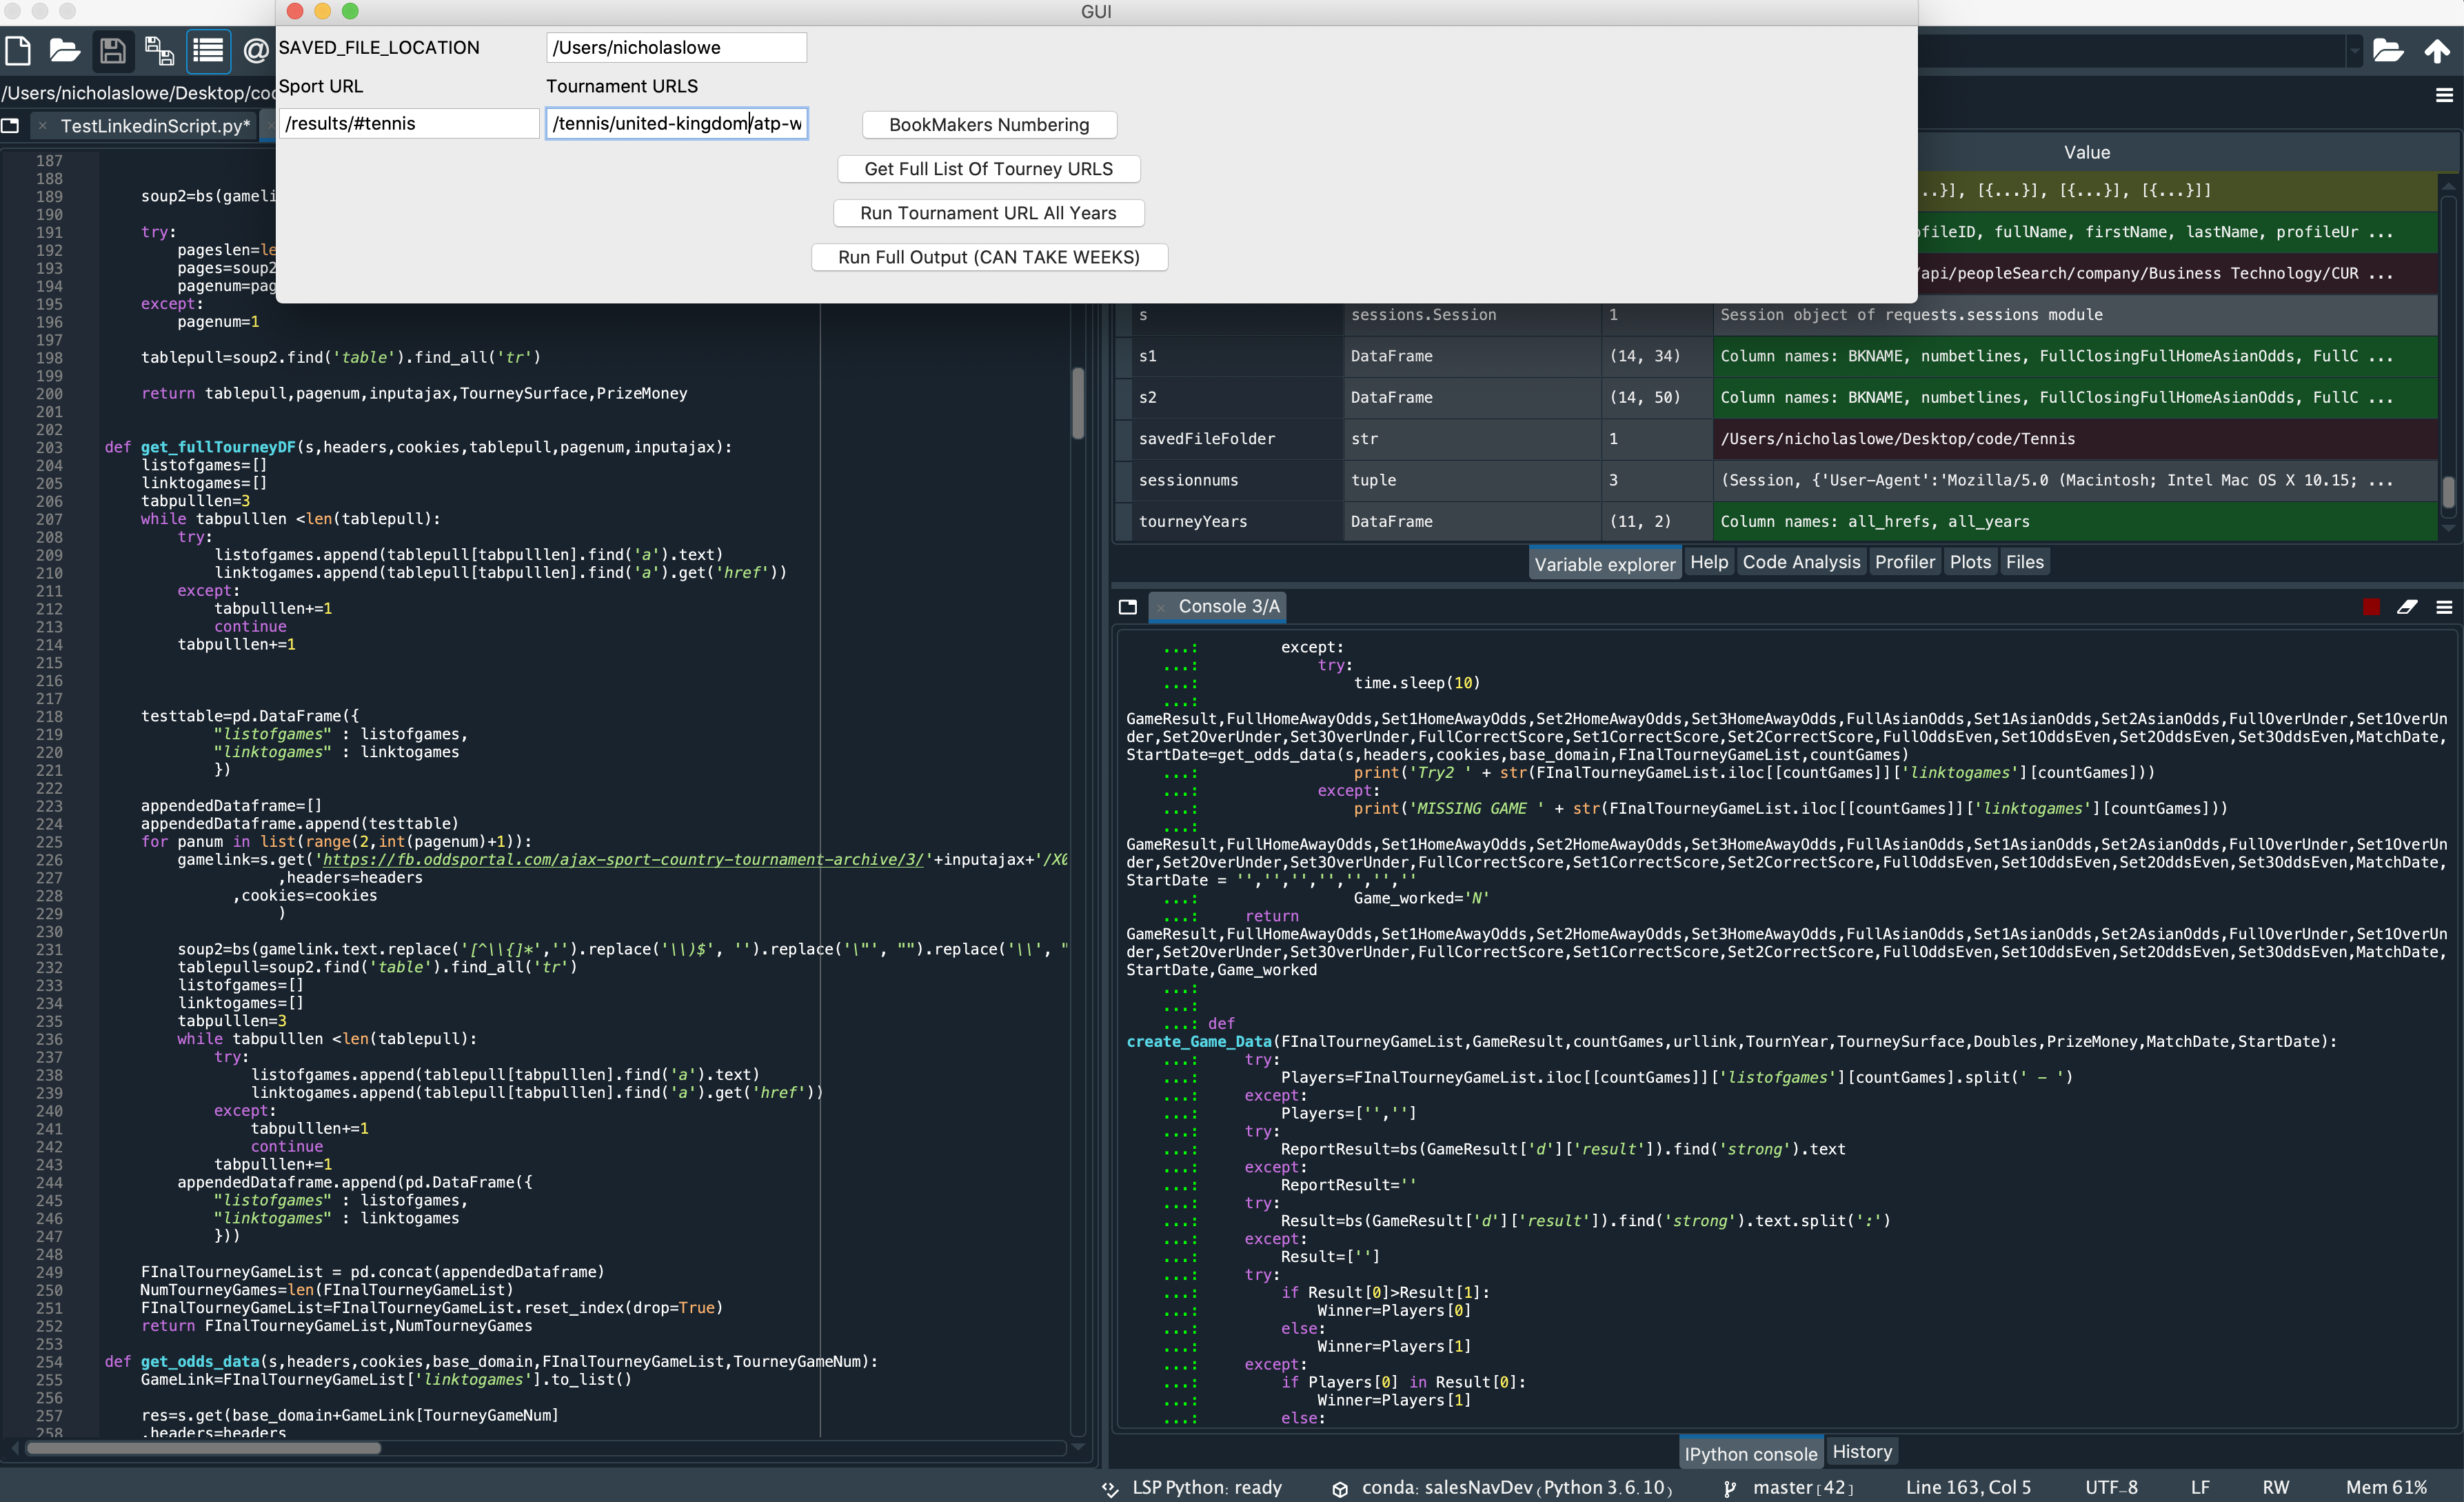 GUI
SAVED_FILE_LOCATION
/Users/nicholaslowe
Sport URL
Tournament URLS
/results/#tennis
/tennis/united-kingdom/atp-w
BookMakers Numbering
Get Full List Of Tourney URLS
Run Tournament URL All Years
Run Full Output (CAN TAKE WEEKS)
@
/Users/nicholaslowe/Desktop/co
TestLinkedinScript.py*
187
188
189 soup2=bs(gameli
190
191 try:
192 pageslen=le
193 pages=soup2
194 pagenum=pag
195 except:
196 pagenum=1
197
198 tablepull=soup2.find('table').find_all('tr')
199
200 return tablepull,pagenum,inputajax,TourneySurface,PrizeMoney
201
202
203 def get_fullTourneyDF(s,headers,cookies,tablepull,pagenum,inputajax):
204 listofgames=[]
205 linktogames=[]
206 tabpulllen=3
207 while tabpulllen <len(tablepull):
208 try:
209 listofgames.append(tablepull[tabpulllen].find('a').text)
210 linktogames.append(tablepull[tabpulllen].find('a').get('href'))
211 except:
212 tabpulllen+=1
213 continue
214 tabpulllen+=1
215
216
217
218 testtable=pd.DataFrame({
219 "listofgames" : listofgames,
220 "linktogames" : linktogames
221 })
222
223 appendedDataframe=[]
224 appendedDataframe.append(testtable)
225 for panum in list(range(2,int(pagenum)+1)):
226 gamelink=s.get('https://fb.oddsportal.com/ajax-sport-country-tournament-archive/3/'+inputajax+'/X0
227 ,headers=headers
228 ,cookies=cookies
229 )
230
231 soup2=bs(gamelink.text.replace('[^\\{]*','').replace('\\)$', '').replace('\"', "").replace('\\', "
232 tablepull=soup2.find('table').find_all('tr')
233 listofgames=[]
234 linktogames=[]
235 tabpulllen=3
236 while tabpulllen <len(tablepull):
237 try:
238 listofgames.append(tablepull[tabpulllen].find('a').text)
239 linktogames.append(tablepull[tabpulllen].find('a').get('href'))
240 except:
241 tabpulllen+=1
242 continue
243 tabpulllen+=1
244 appendedDataframe.append(pd.DataFrame({
245 "listofgames" : listofgames,
246 "linktogames" : linktogames
247 }))
248
249 FInalTourneyGameList = pd.concat(appendedDataframe)
250 NumTourneyGames=len(FInalTourneyGameList)
251 FInalTourneyGameList=FInalTourneyGameList.reset_index(drop=True)
252 return FInalTourneyGameList,NumTourneyGames
253
254 def get_odds_data(s,headers,cookies,base_domain,FInalTourneyGameList,TourneyGameNum):
255 GameLink=FInalTourneyGameList['linktogames'].to_list()
256
257 res=s.get(base_domain+GameLink[TourneyGameNum]
258 ,headers=headers
Value
..}], [{...}], [{...}], [{...}]]
ofileID, fullName, firstName, lastName, profileUr ...
/api/peopleSearch/company/Business Technology/CUR ...
s sessions.Session 1 Session object of requests.sessions module
s1 DataFrame (14, 34) Column names: BKNAME, numbetlines, FullClosingFullHomeAsianOdds, FullC ...
s2 DataFrame (14, 50) Column names: BKNAME, numbetlines, FullClosingFullHomeAsianOdds, FullC ...
savedFileFolder str 1 /Users/nicholaslowe/Desktop/code/Tennis
sessionnums tuple 3 (Session, {'User-Agent':'Mozilla/5.0 (Macintosh; Intel Mac OS X 10.15; ...
tourneyYears DataFrame (11, 2) Column names: all_hrefs, all_years
Variable explorer Help Code Analysis Profiler Plots Files
Console 3/A
...: except:
...: try:
...: time.sleep(10)
...:
GameResult,FullHomeAwayOdds,Set1HomeAwayOdds,Set2HomeAwayOdds,Set3HomeAwayOdds,FullAsianOdds,Set1AsianOdds,Set2AsianOdds,FullOverUnder,Set1OverUn
der,Set2OverUnder,Set3OverUnder,FullCorrectScore,Set1CorrectScore,Set2CorrectScore,FullOddsEven,Set1OddsEven,Set2OddsEven,Set3OddsEven,MatchDate,
StartDate=get_odds_data(s,headers,cookies,base_domain,FInalTourneyGameList,countGames)
...: print('Try2 ' + str(FInalTourneyGameList.iloc[[countGames]]['linktogames'][countGames]))
...: except:
...: print('MISSING GAME ' + str(FInalTourneyGameList.iloc[[countGames]]['linktogames'][countGames]))
...:
GameResult,FullHomeAwayOdds,Set1HomeAwayOdds,Set2HomeAwayOdds,Set3HomeAwayOdds,FullAsianOdds,Set1AsianOdds,Set2AsianOdds,FullOverUnder,Set1OverUn
der,Set2OverUnder,Set3OverUnder,FullCorrectScore,Set1CorrectScore,Set2CorrectScore,FullOddsEven,Set1OddsEven,Set2OddsEven,Set3OddsEven,MatchDate,
StartDate = '','','','','','',''
...: Game_worked='N'
...: return
GameResult,FullHomeAwayOdds,Set1HomeAwayOdds,Set2HomeAwayOdds,Set3HomeAwayOdds,FullAsianOdds,Set1AsianOdds,Set2AsianOdds,FullOverUnder,Set1OverUn
der,Set2OverUnder,Set3OverUnder,FullCorrectScore,Set1CorrectScore,Set2CorrectScore,FullOddsEven,Set1OddsEven,Set2OddsEven,Set3OddsEven,MatchDate,
StartDate,Game_worked
...:
...:
...: def
create_Game_Data(FInalTourneyGameList,GameResult,countGames,urllink,TournYear,TourneySurface,Doubles,PrizeMoney,MatchDate,StartDate):
...: try:
...: Players=FInalTourneyGameList.iloc[[countGames]]['listofgames'][countGames].split(' - ')
...: except:
...: Players=['','']
...: try:
...: ReportResult=bs(GameResult['d']['result']).find('strong').text
...: except:
...: ReportResult=''
...: try:
...: Result=bs(GameResult['d']['result']).find('strong').text.split(':')
...: except:
...: Result=['']
...: try:
...: if Result[0]>Result[1]:
...: Winner=Players[0]
...: else:
...: Winner=Players[1]
...: except:
...: if Players[0] in Result[0]:
...: Winner=Players[1]
...: else:
IPython console History
LSP Python: ready conda: salesNavDev (Python 3.6.10) master [42] Line 163, Col 5 UTF-8 LF RW Mem 61%